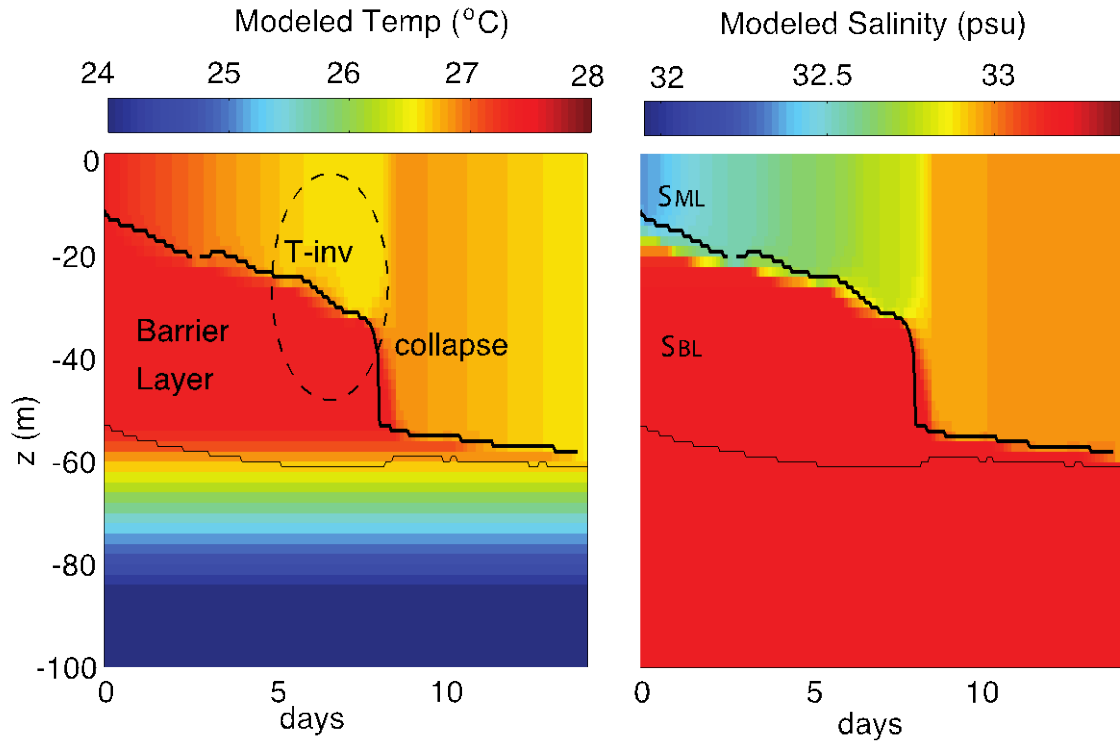 Modeled Temp (°C)
24 25 26 27 28
0
-20
-40
-60
-80
-100
z (m)
T-inv
Barrier
Layer
collapse
0 5 10
days
Modeled Salinity (psu)
32 32.5 33
SML
SBL
0 5 10
days